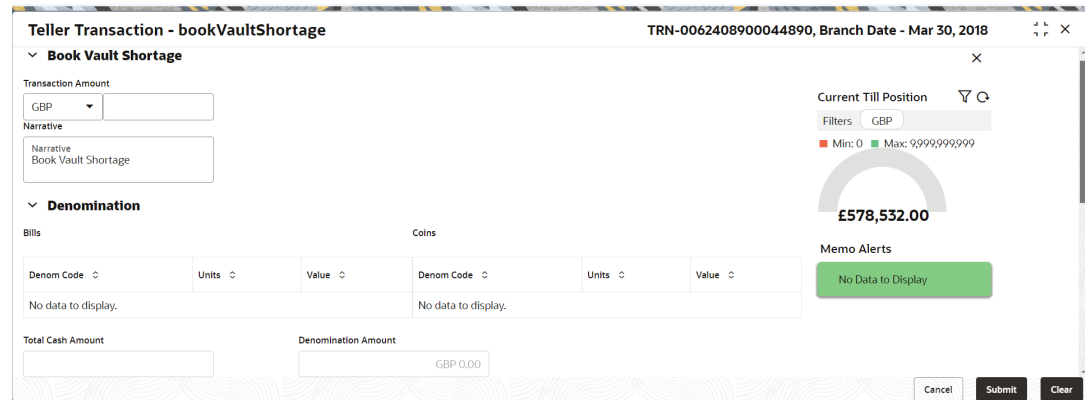 Teller Transaction - bookVaultShortage
TRN-0062408900044890, Branch Date - Mar 30, 2018
Book Vault Shortage
Transaction Amount
GBP
Narrative
Narrative
Book Vault Shortage
Denomination
Bills
Coins
Denom Code Units Value Denom Code Units Value
No data to display. No data to display.
Total Cash Amount Denomination Amount
GBP 0.00
Current Till Position
Filters GBP
Min: 0 Max: 9,999,999,999
£578,532.00
Memo Alerts
No Data to Display
Cancel Submit Clear